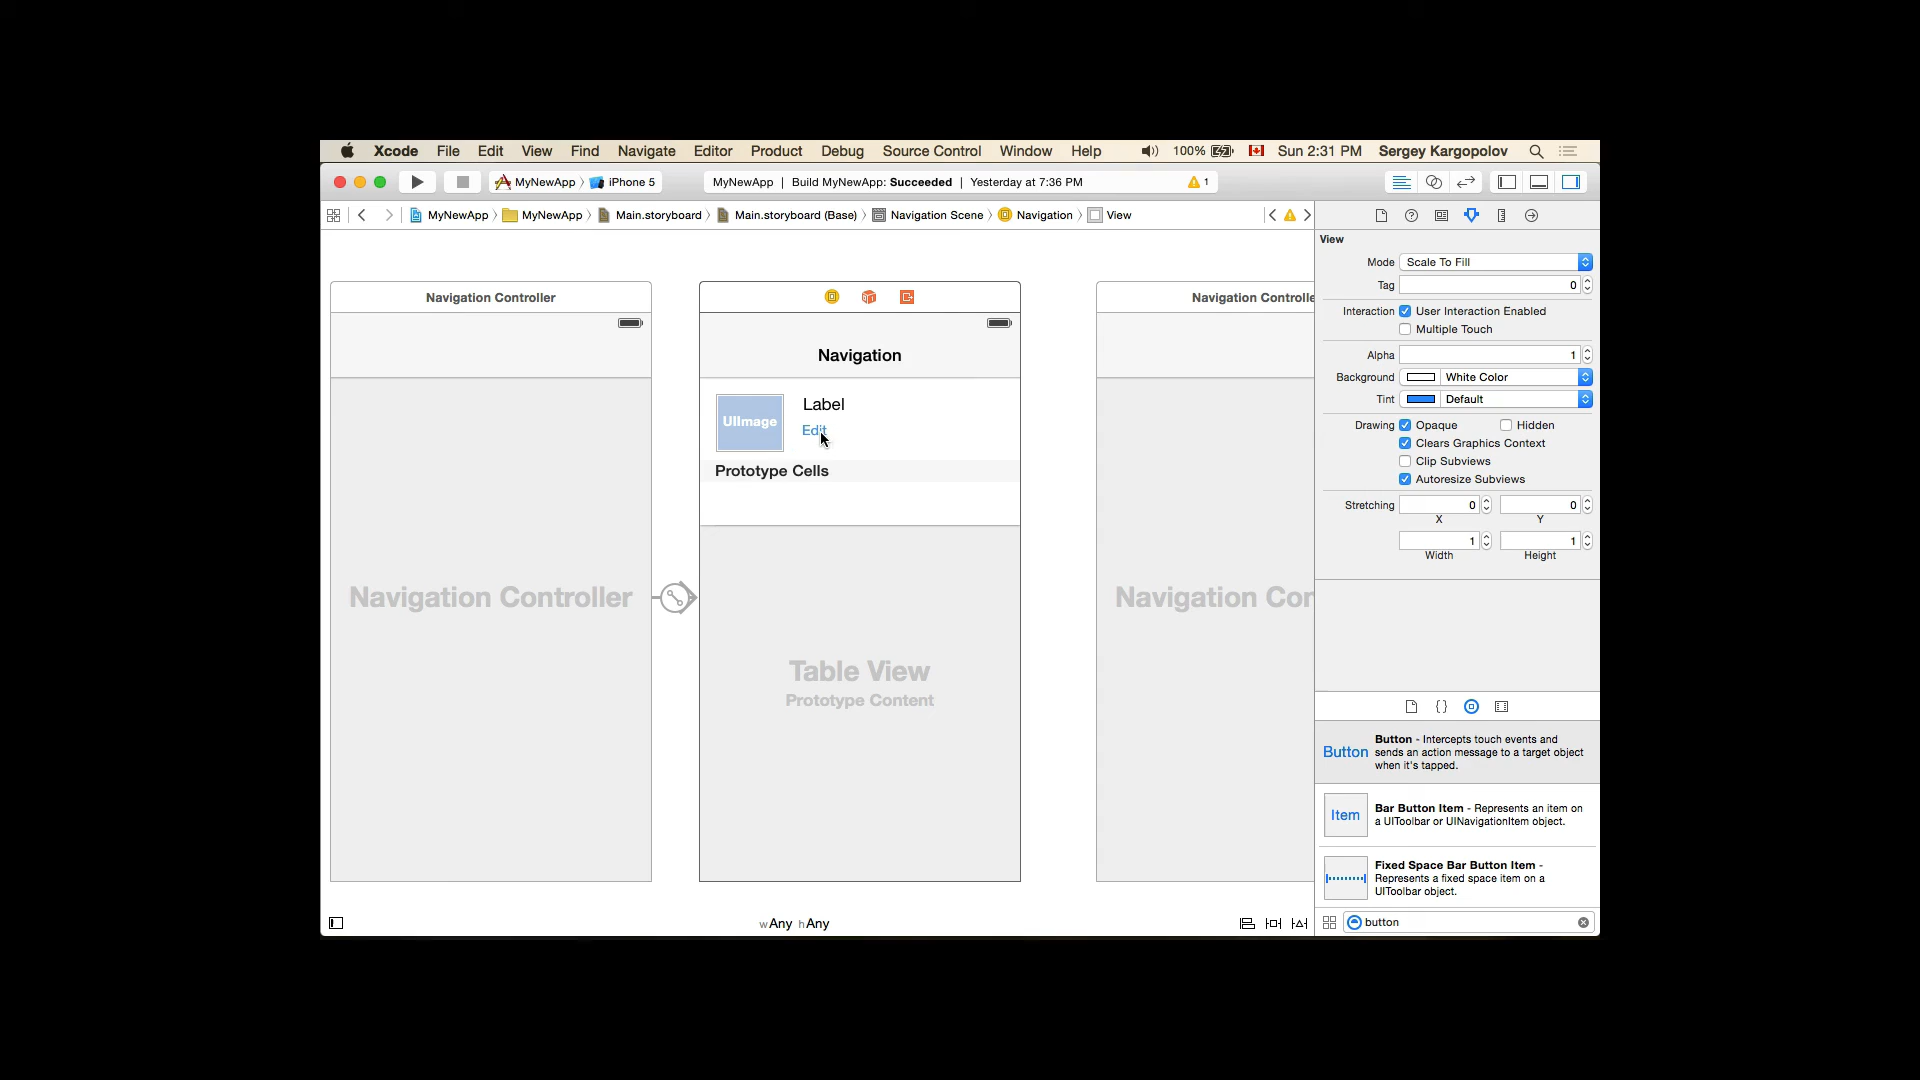 Xcode File Edit View Find Navigate Editor Product Debug Source Control Window Help 100% Sun 2:31 PM Sergey Kargopolov
MyNewApp iPhone 5 MyNewApp | Build MyNewApp: Succeeded | Yesterday at 7:36 PM 1
MyNewApp MyNewApp Main.storyboard Main.storyboard (Base) Navigation Scene Navigation View
View
Mode Scale To Fill
Tag 0
Interaction User Interaction Enabled
Multiple Touch
Alpha 1
Background White Color
Tint Default
Drawing Opaque Hidden
Clears Graphics Context
Clip Subviews
Autoresize Subviews
Stretching 0 0
X Y
1 1
Width Height
Navigation Controller
Navigation Controller
Navigation
UIImage
Label
Edit
Prototype Cells
Table View
Prototype Content
Navigation Controlle
Navigation Con
Button
Button - Intercepts touch events and
sends an action message to a target object
when it's tapped.
Item
Bar Button Item - Represents an item on
a UIToolbar or UINavigationItem object.
Fixed Space Bar Button Item -
Represents a fixed space item on a
UIToolbar object.
wAny hAny
button